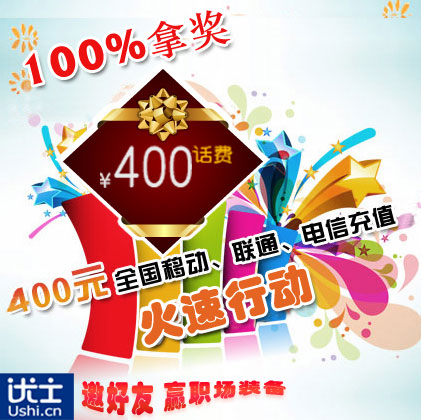 100%拿奖
¥400话费
400元 全国移动、联通、电信充值
火速行动
优士
Ushi.cn
邀好友 赢职场装备